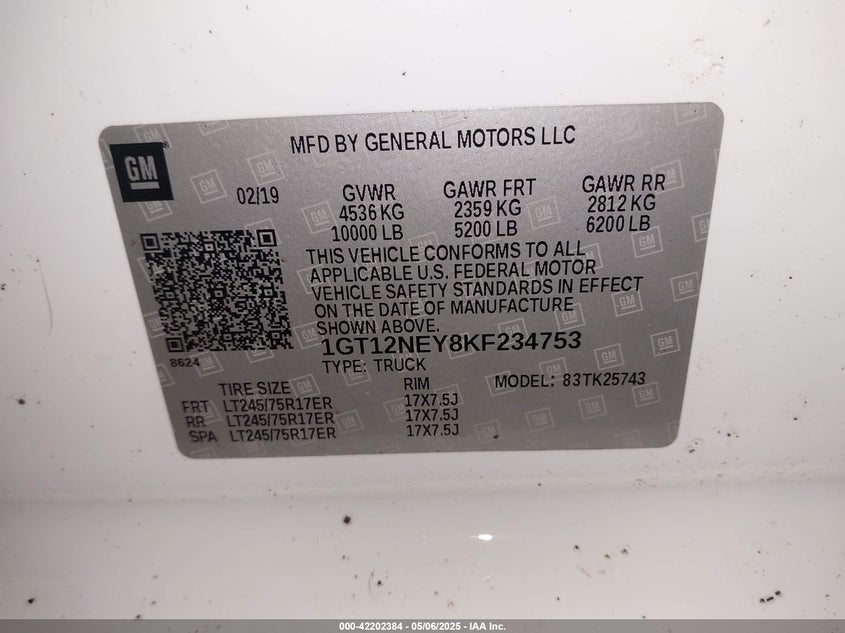 MFD BY GENERAL MOTORS LLC
GM
02/19 GVWR GAWR FRT GAWR RR
4536 KG 2359 KG 2812 KG
10000 LB 5200 LB 6200 LB
THIS VEHICLE CONFORMS TO ALL
APPLICABLE U.S. FEDERAL MOTOR
VEHICLE SAFETY STANDARDS IN EFFECT
ON THE DATE OF MANUFACTURE
SHOWN ABOVE.
8624
1GT12NEY8KF234753
TYPE: TRUCK
TIRE SIZE RIM MODEL: 83TK25743
FRT LT245/75R17ER 17X7.5J
RR LT245/75R17ER 17X7.5J
SPA LT245/75R17ER 17X7.5J
000-42202384 - 05/06/2025 - IAA Inc.